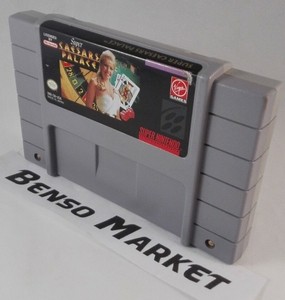 SUPER CAESARS PALACE
Super
CAESARS
PALACE
Virgin
GAMES
SUPER NINTENDO
BENSO MARKET